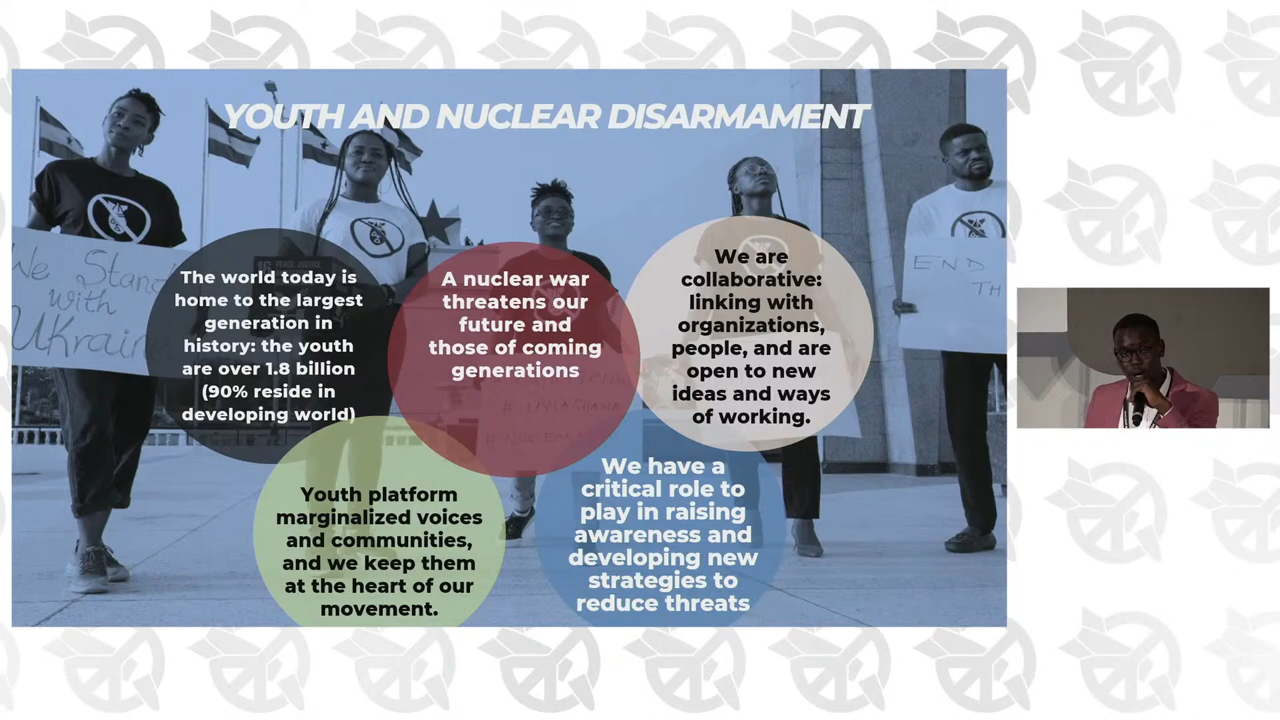 YOUTH AND NUCLEAR DISARMAMENT
We Stand
with
Ukrain
The world today is
home to the largest
generation in
history: the youth
are over 1.8 billion
(90% reside in
developing world)
A nuclear war
threatens our
future and
those of coming
generations
We are
collaborative:
linking with
organizations,
people, and are
open to new
ideas and ways
of working.
END
TH
Youth platform
marginalized voices
and communities,
and we keep them
at the heart of our
movement.
We have a
critical role to
play in raising
awareness and
developing new
strategies to
reduce threats